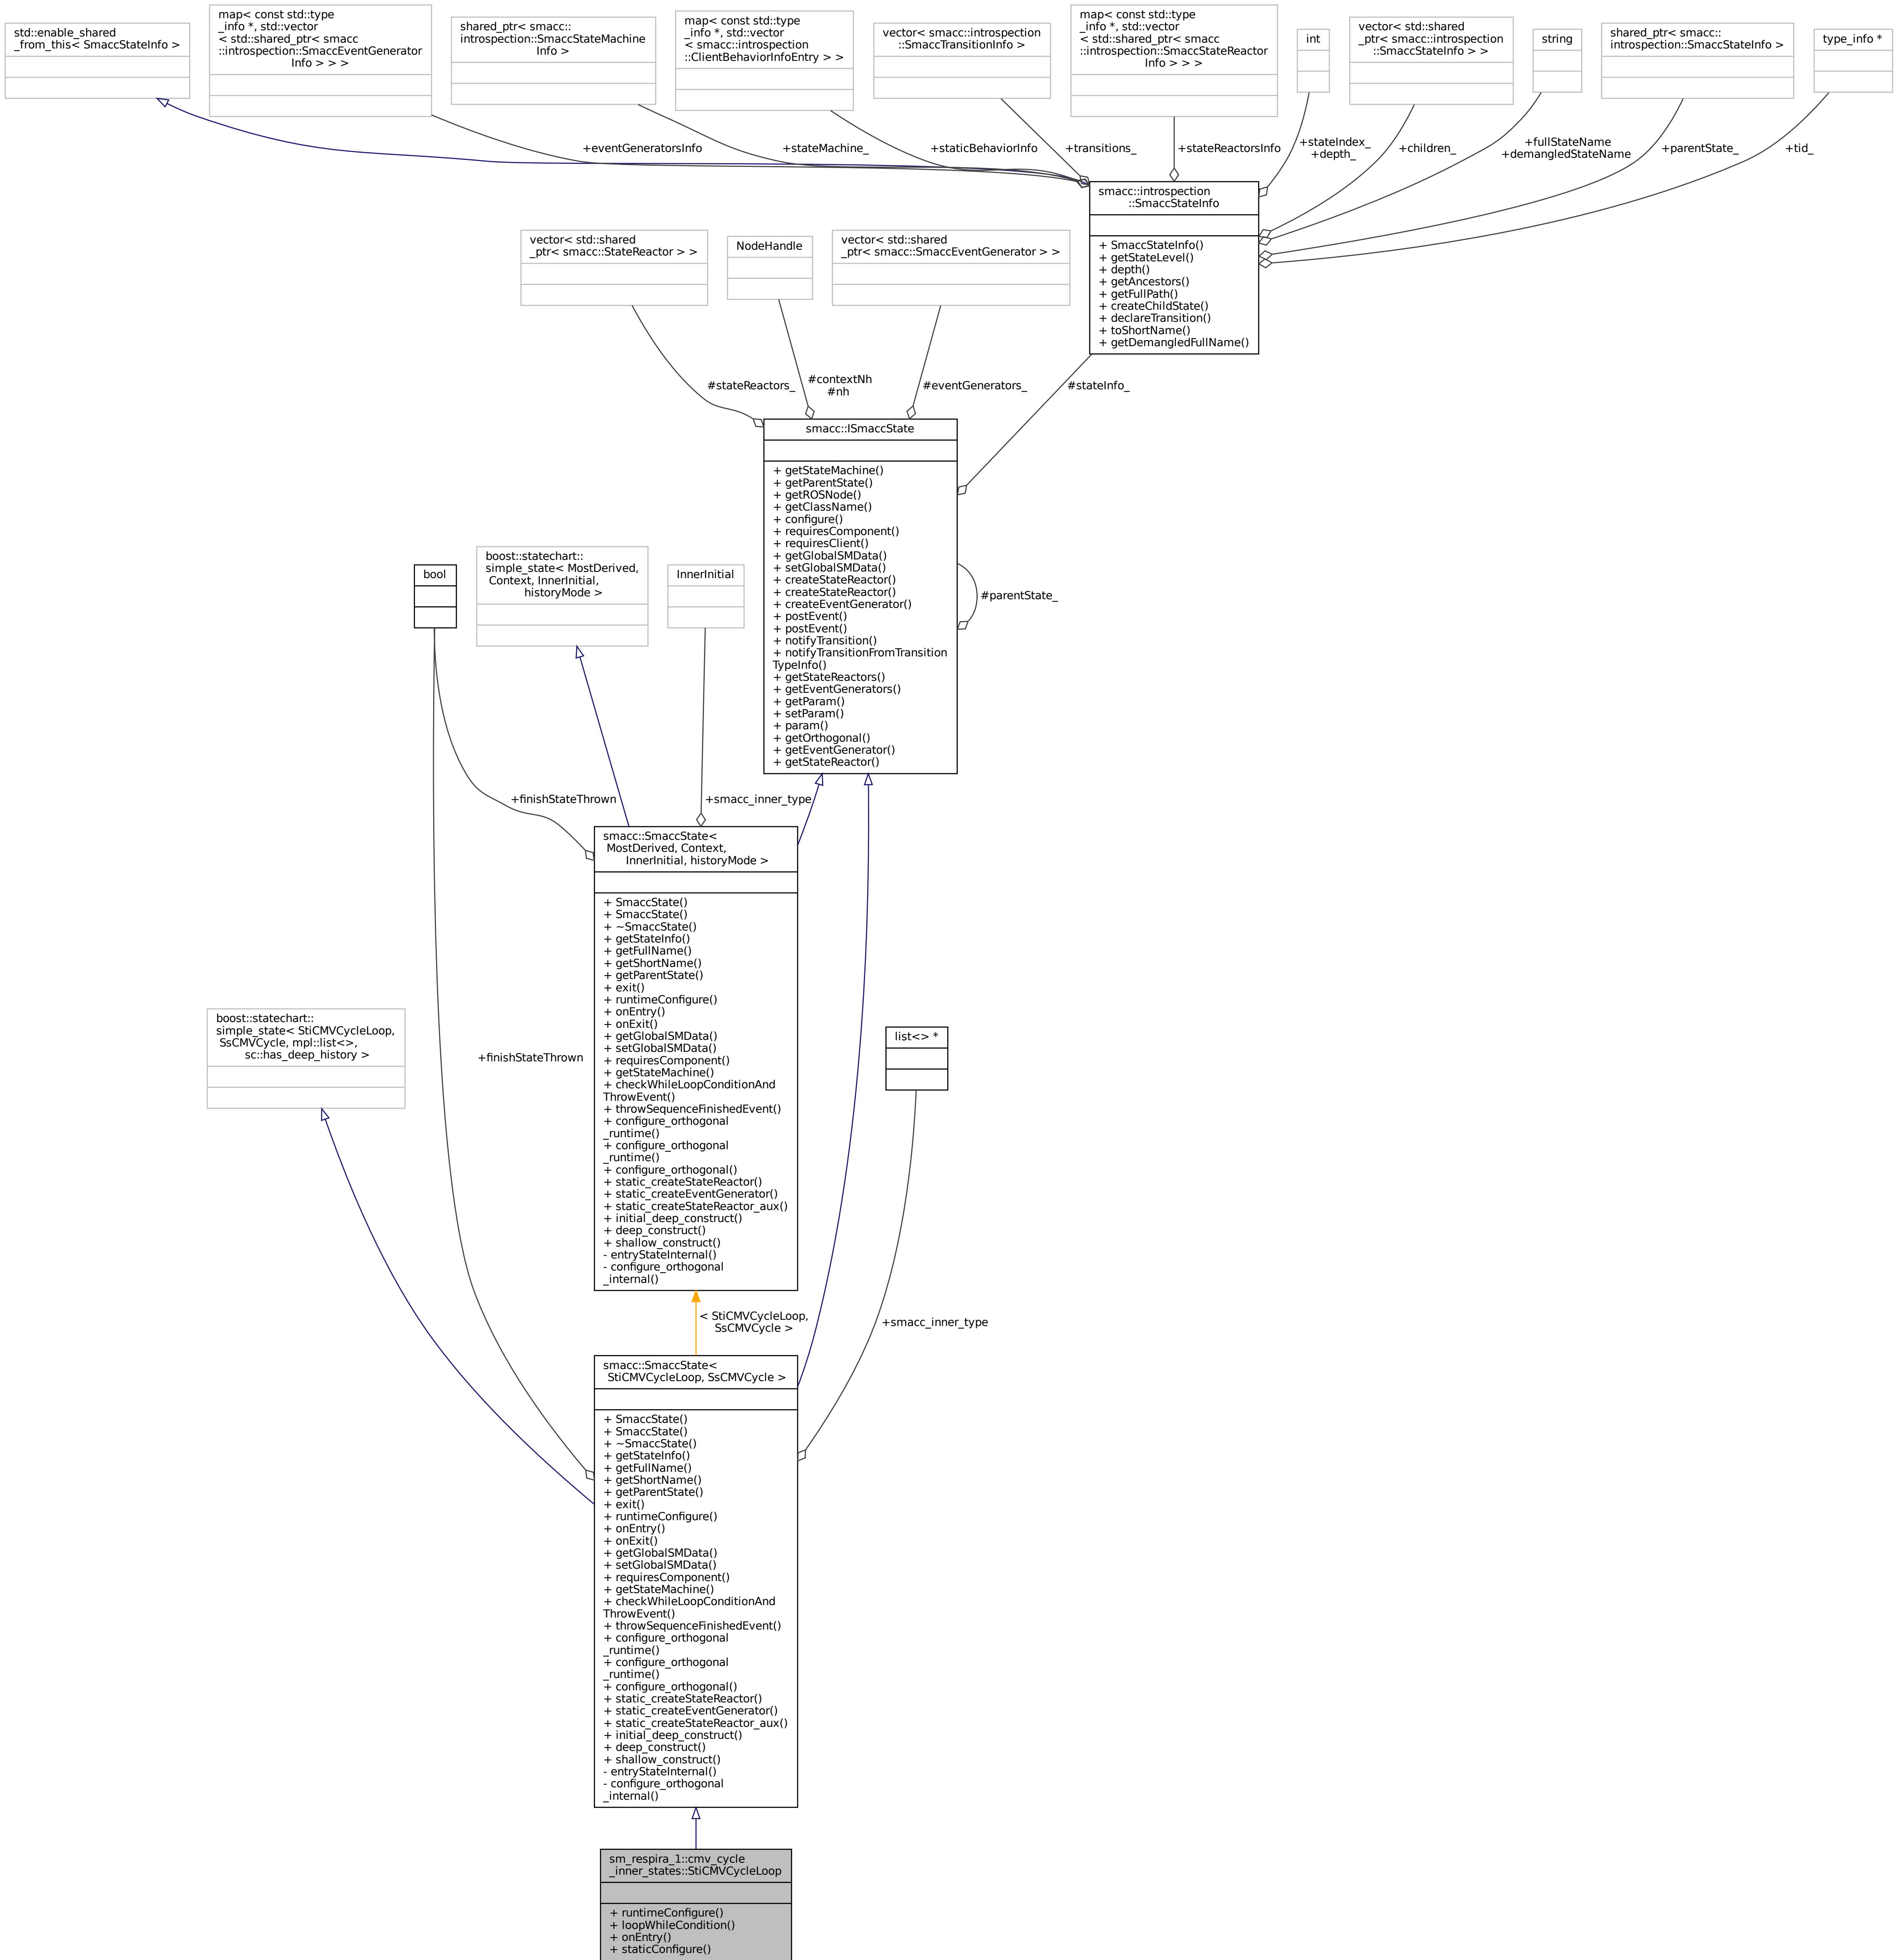 std::enable_shared
_from_this< SmaccStateInfo >
map< const std::type
_info *, std::vector
< std::shared_ptr< smacc
::introspection::SmaccEventGenerator
Info > > >
shared_ptr< smacc::
introspection::SmaccStateMachine
Info >
map< const std::type
_info *, std::vector
< smacc::introspection
::ClientBehaviorInfoEntry > >
vector< smacc::introspection
::SmaccTransitionInfo >
map< const std::type
_info *, std::vector
< std::shared_ptr< smacc
::introspection::SmaccStateReactor
Info > > >
int
vector< std::shared
_ptr< smacc::introspection
::SmaccStateInfo > >
string
shared_ptr< smacc::
introspection::SmaccStateInfo >
type_info *
+eventGeneratorsInfo
+stateMachine_
+staticBehaviorInfo
+transitions_
+stateReactorsInfo
+stateIndex_
+depth_
+children_
+fullStateName
+demangledStateName
+parentState_
+tid_
smacc::introspection
::SmaccStateInfo
+ SmaccStateInfo()
+ getStateLevel()
+ depth()
+ getAncestors()
+ getFullPath()
+ createChildState()
+ declareTransition()
+ toShortName()
+ getDemangledFullName()
vector< std::shared
_ptr< smacc::StateReactor > >
NodeHandle
vector< std::shared
_ptr< smacc::SmaccEventGenerator > >
#stateReactors_
#contextNh
#nh
#eventGenerators_
#stateInfo_
smacc::ISmaccState
+ getStateMachine()
+ getParentState()
+ getROSNode()
+ getClassName()
+ configure()
+ requiresComponent()
+ requiresClient()
+ getGlobalSMData()
+ setGlobalSMData()
+ createStateReactor()
+ createStateReactor()
+ createEventGenerator()
+ postEvent()
+ postEvent()
+ notifyTransition()
+ notifyTransitionFromTransition
TypeInfo()
+ getStateReactors()
+ getEventGenerators()
+ getParam()
+ setParam()
+ param()
+ getOrthogonal()
+ getEventGenerator()
+ getStateReactor()
#parentState_
bool
boost::statechart::
simple_state< MostDerived,
Context, InnerInitial,
historyMode >
InnerInitial
+finishStateThrown
+smacc_inner_type
smacc::SmaccState<
MostDerived, Context,
InnerInitial, historyMode >
+ SmaccState()
+ SmaccState()
+ ~SmaccState()
+ getStateInfo()
+ getFullName()
+ getShortName()
+ getParentState()
+ exit()
+ runtimeConfigure()
+ onEntry()
+ onExit()
+ getGlobalSMData()
+ setGlobalSMData()
+ requiresComponent()
+ getStateMachine()
+ checkWhileLoopConditionAnd
ThrowEvent()
+ throwSequenceFinishedEvent()
+ configure_orthogonal
_runtime()
+ configure_orthogonal
_runtime()
+ configure_orthogonal()
+ static_createStateReactor()
+ static_createEventGenerator()
+ static_createStateReactor_aux()
+ initial_deep_construct()
+ deep_construct()
+ shallow_construct()
- entryStateInternal()
- configure_orthogonal
_internal()
boost::statechart::
simple_state< StiCMVCycleLoop,
SsCMVCycle, mpl::list<>,
sc::has_deep_history >
+finishStateThrown
list<> *
< StiCMVCycleLoop,
SsCMVCycle >
+smacc_inner_type
smacc::SmaccState<
StiCMVCycleLoop, SsCMVCycle >
+ SmaccState()
+ SmaccState()
+ ~SmaccState()
+ getStateInfo()
+ getFullName()
+ getShortName()
+ getParentState()
+ exit()
+ runtimeConfigure()
+ onEntry()
+ onExit()
+ getGlobalSMData()
+ setGlobalSMData()
+ requiresComponent()
+ getStateMachine()
+ checkWhileLoopConditionAnd
ThrowEvent()
+ throwSequenceFinishedEvent()
+ configure_orthogonal
_runtime()
+ configure_orthogonal
_runtime()
+ configure_orthogonal()
+ static_createStateReactor()
+ static_createEventGenerator()
+ static_createStateReactor_aux()
+ initial_deep_construct()
+ deep_construct()
+ shallow_construct()
- entryStateInternal()
- configure_orthogonal
_internal()
sm_respira_1::cmv_cycle
_inner_states::StiCMVCycleLoop
+ runtimeConfigure()
+ loopWhileCondition()
+ onEntry()
+ staticConfigure()